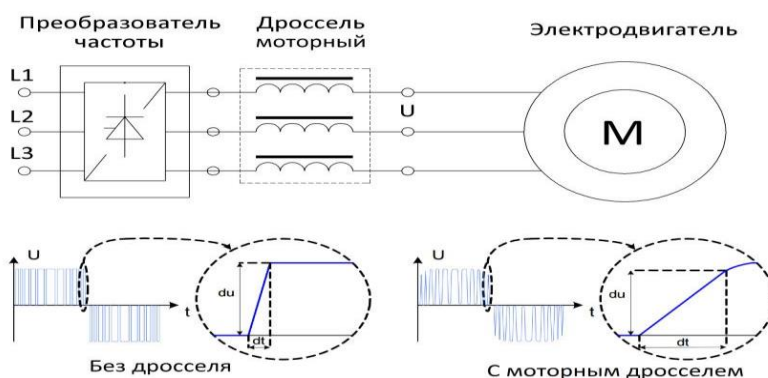 Преобразователь
частоты
Дроссель
моторный
Электродвигатель
L1
L2
L3
U
M
U
du
dt
t
Без дросселя
U
du
dt
t
С моторным дросселем